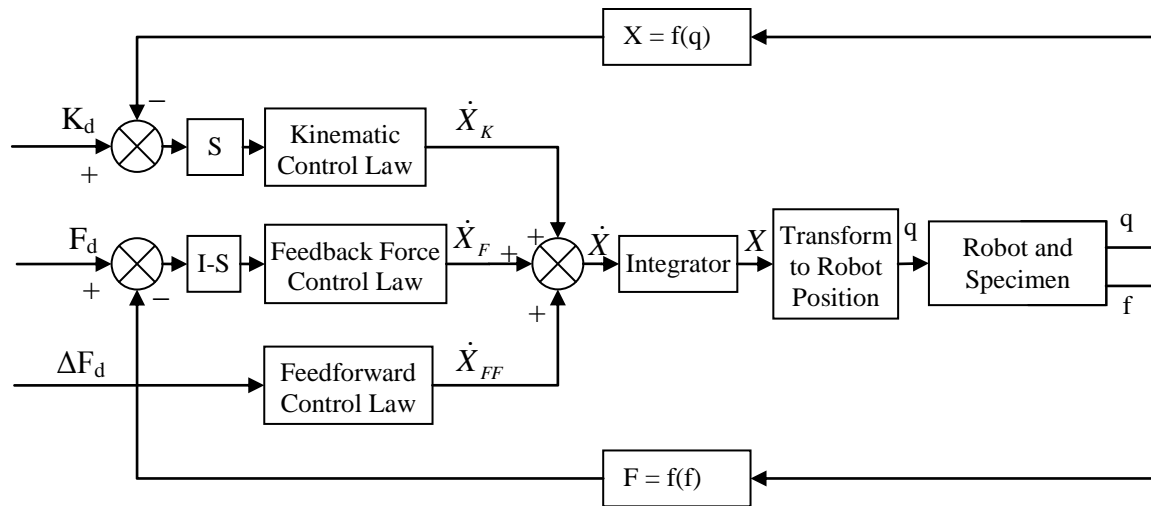 X = f(q)
−
K_d
+
S
Kinematic
Control Law
Ẋ_K
F_d
+
−
I-S
Feedback Force
Control Law
Ẋ_F
+
+
+
Ẋ
Integrator
X
Transform
to Robot
Position
q
Robot and
Specimen
q
f
ΔF_d
Feedforward
Control Law
Ẋ_FF
F = f(f)